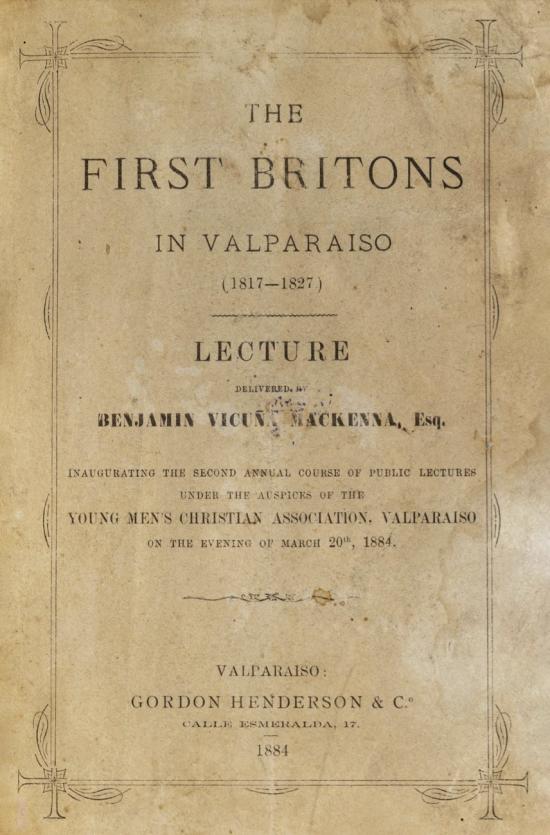 THE
FIRST BRITONS
IN VALPARAISO
(1817—1827)
LECTURE
DELIVERED BY
BENJAMIN VICUÑA MACKENNA, Esq.
INAUGURATING THE SECOND ANNUAL COURSE OF PUBLIC LECTURES
UNDER THE AUSPICES OF THE
YOUNG MEN'S CHRISTIAN ASSOCIATION, VALPARAISO
ON THE EVENING OF MARCH 20th, 1884.
VALPARAISO:
GORDON HENDERSON & C.º
CALLE ESMERALDA, 17.
1884